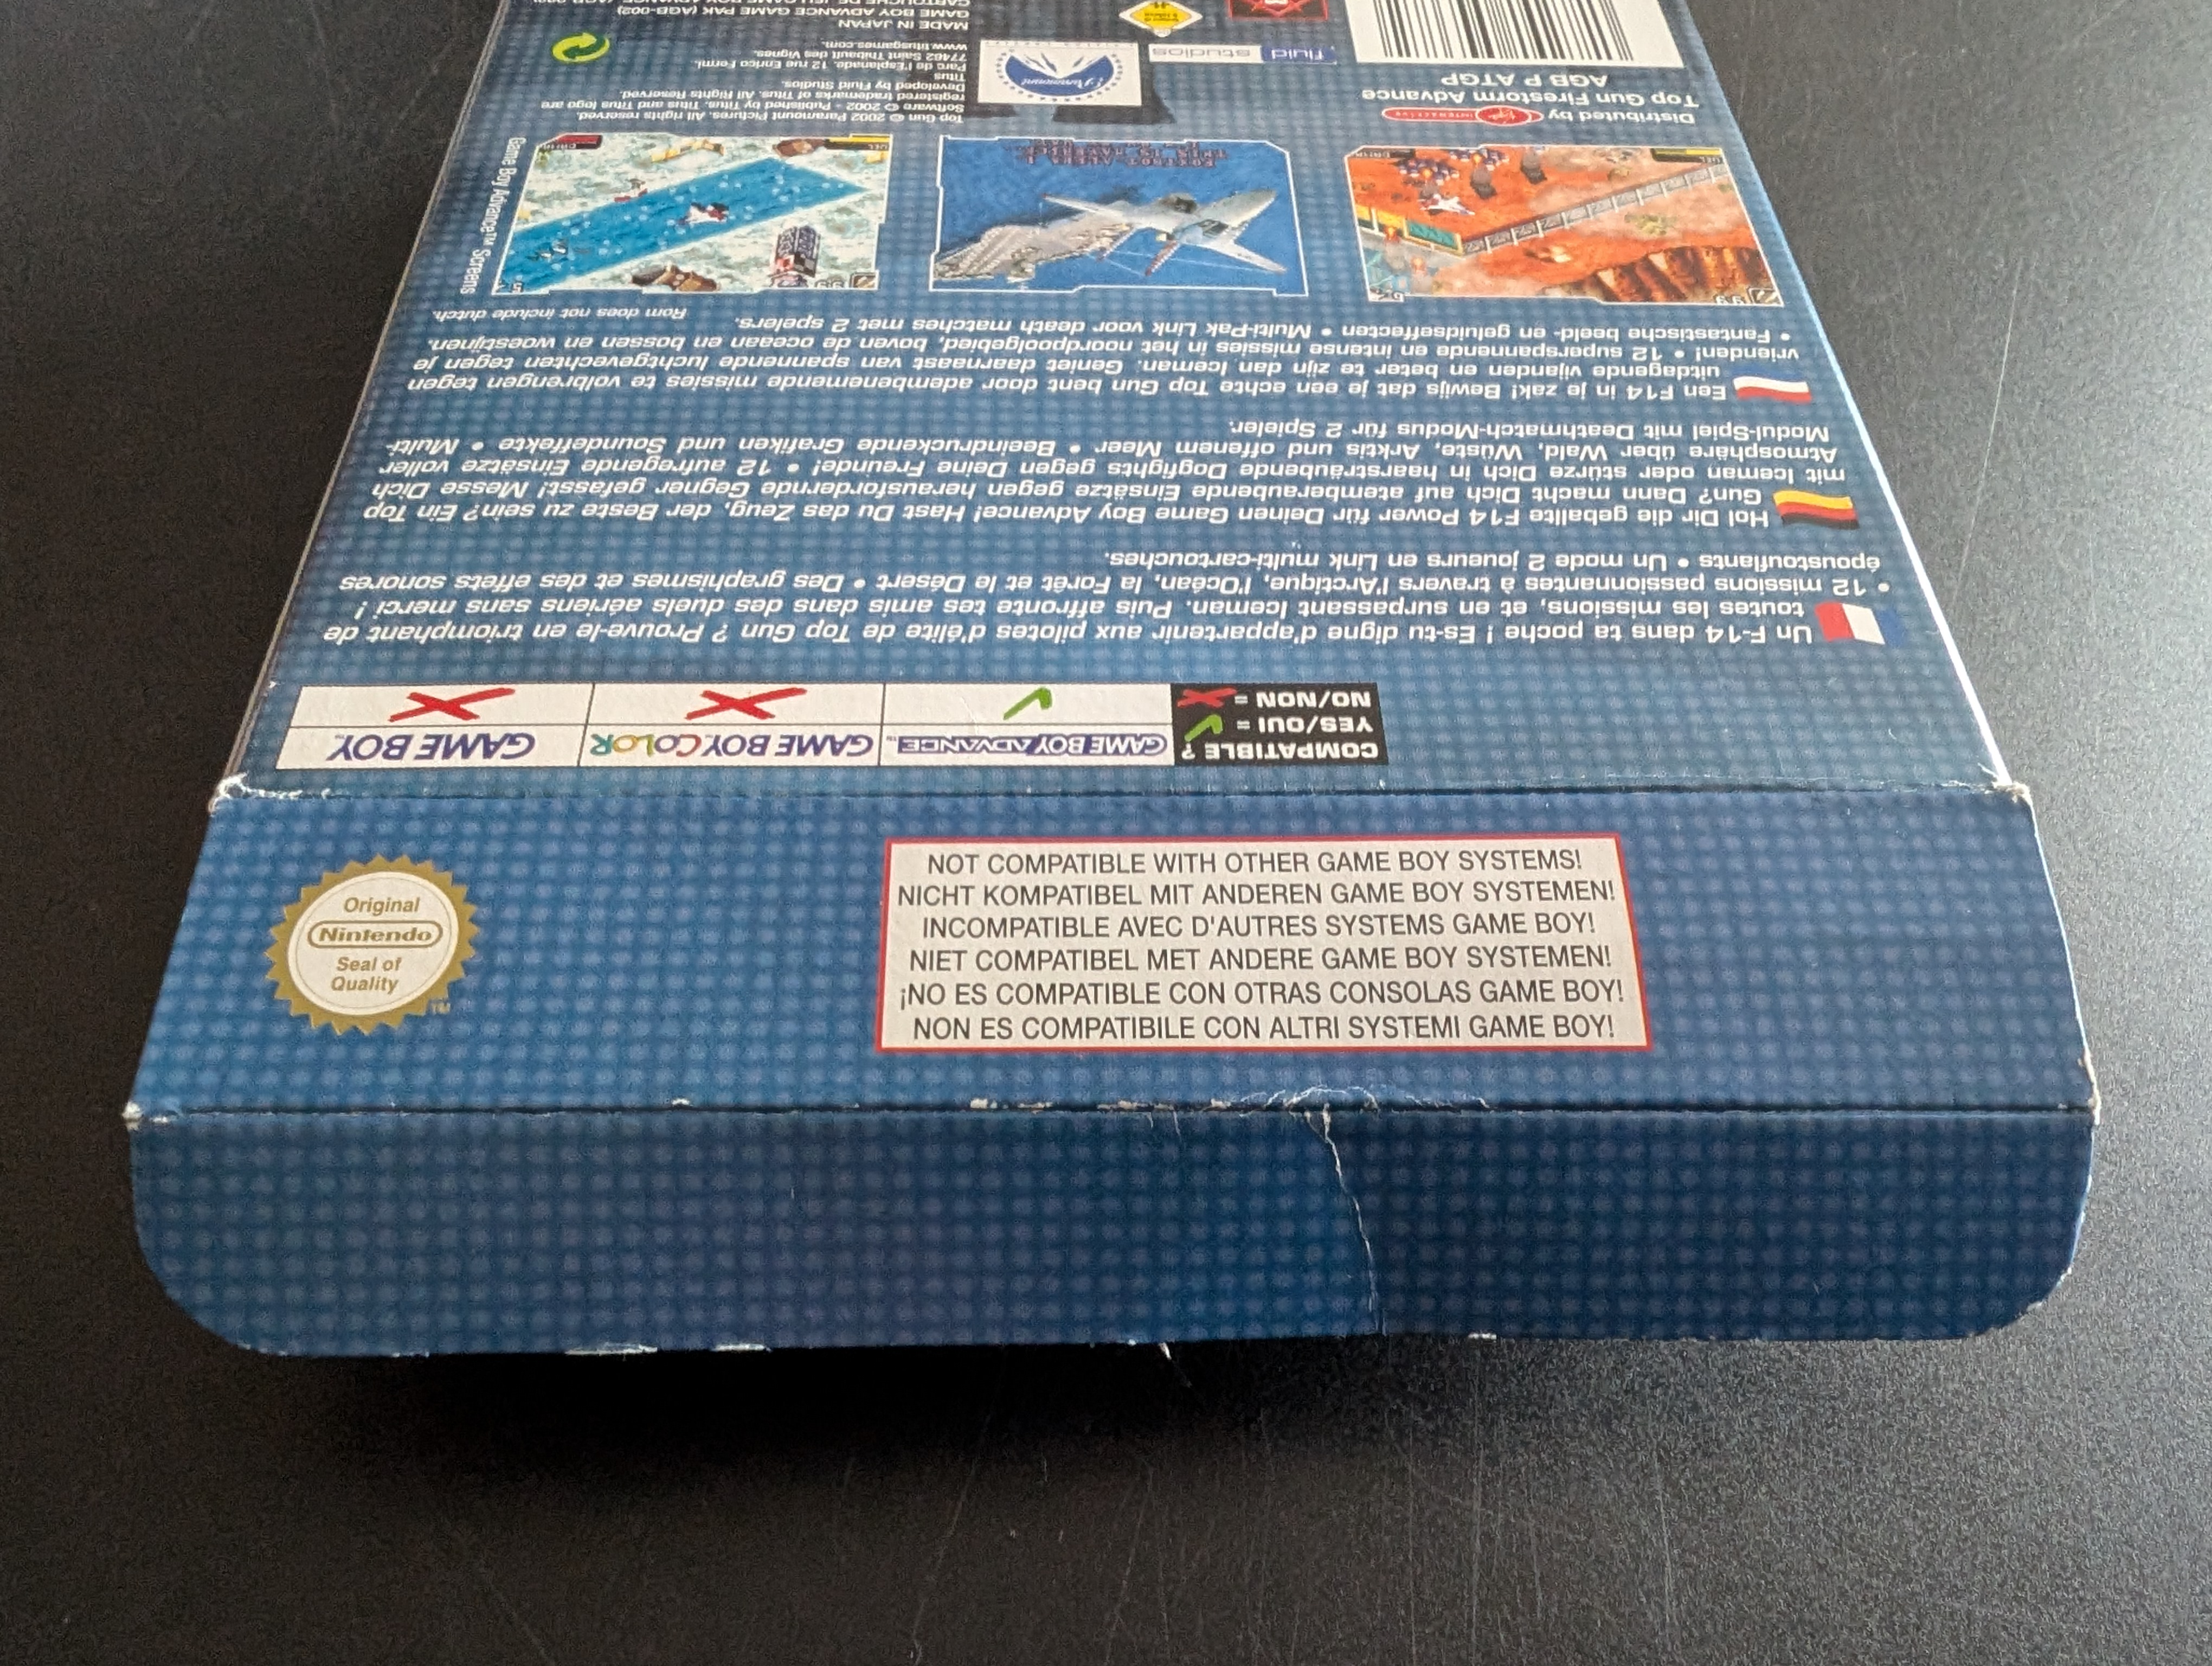 Un F-14 dans ta poche ! Es-tu digne d'appartenir aux pilotes d'élite de Top Gun ? Prouve-le en triomphant de
toutes les missions, et en surpassant Iceman. Puis affronte tes amis dans des duels aériens sans merci !
• 12 missions passionnantes à travers l'Arctique, l'Océan, la Forêt et le Désert • Des graphismes et des effets sonores
époustouflants • Un mode 2 joueurs en Link multi-cartouches.
Hol Dir die geballte F14 Power für Deinen Game Boy Advance! Hast Du das Zeug, der Beste zu sein? Ein Top
Gun? Dann macht Dich auf atemberaubende Einsätze gegen herausfordernder Gegner gefasst! Messe Dich
mit Iceman oder stürze Dich in haarsträubende Dogfights gegen Deine Freunde! • 12 aufregende Einsätze voller
Atmosphäre über Wald, Wüste, Arktis und offenem Meer • Beeindruckende Grafiken und Soundeffekte • Multi-
Modul-Spiel mit Deathmatch-Modus für 2 Spieler.
Een F14 in je zak! Bewijs dat je een echte Top Gun bent door adembenemende missies te volbrengen tegen
uitdagende vijanden en beter te zijn dan Iceman. Geniet daarnaast van spannende luchtgevechten tegen je
vrienden! • 12 superspannende en intense missies in het noordpoolgebied, boven de oceaan en bossen en woestijnen.
• Fantastische beeld- en geluidseffecten • Multi-Pak Link voor death matches met 2 spelers.
Rom does not include dutch.
Game Boy Advance™ Screens
Distributed by Virgin INTERACTIVE
Top Gun Firestorm Advance
AGB P ATGP
fluid studios
Paramount
Top Gun © 2002 Paramount Pictures. All rights reserved.
Software © 2002 - Published by Titus. Titus and Titus logo are
registered trademarks of Titus. All Rights Reserved.
Developed by Fluid Studios.
Titus
Parc de l'Esplanade. 12 rue Enrico Fermi.
77462 Saint Thibault des Vignes.
www.titusgames.com.
MADE IN JAPAN
GAME BOY ADVANCE GAME PAK (AGB-002)
COMPATIBLE ?
YES/OUI =
NO/NON =
GAME BOY ADVANCE™
GAME BOY COLOR
GAME BOY™
Original
Nintendo
Seal of
Quality
TM
NOT COMPATIBLE WITH OTHER GAME BOY SYSTEMS!
NICHT KOMPATIBEL MIT ANDEREN GAME BOY SYSTEMEN!
INCOMPATIBLE AVEC D'AUTRES SYSTEMS GAME BOY!
NIET COMPATIBEL MET ANDERE GAME BOY SYSTEMEN!
¡NO ES COMPATIBLE CON OTRAS CONSOLAS GAME BOY!
NON ES COMPATIBILE CON ALTRI SYSTEMI GAME BOY!